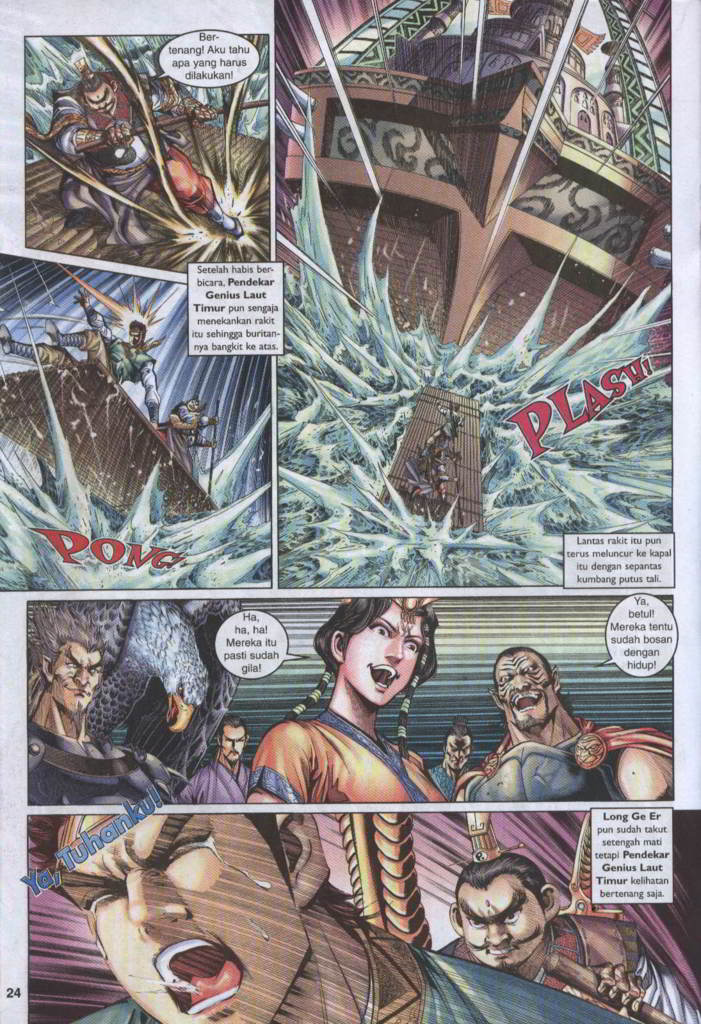 Ber-
tenang! Aku tahu
apa yang harus
dilakukan!
Setelah habis ber-
bicara, Pendekar
Genius Laut
Timur pun sengaja
menekankan rakit
itu sehingga buritan-
nya bangkit ke atas.
PONG!
PLASH!
Lantas rakit itu pun
terus meluncur ke kapal
itu dengan sepantas
kumbang putus tali.
Ha,
ha, ha!
Mereka itu
pasti sudah
gila!
Ya,
betul!
Mereka tentu
sudah bosan
dengan
hidup!
Ya, Tuhanku!
Long Ge Er
pun sudah takut
setengah mati
tetapi Pendekar
Genius Laut
Timur kelihatan
bertenang saja.
24